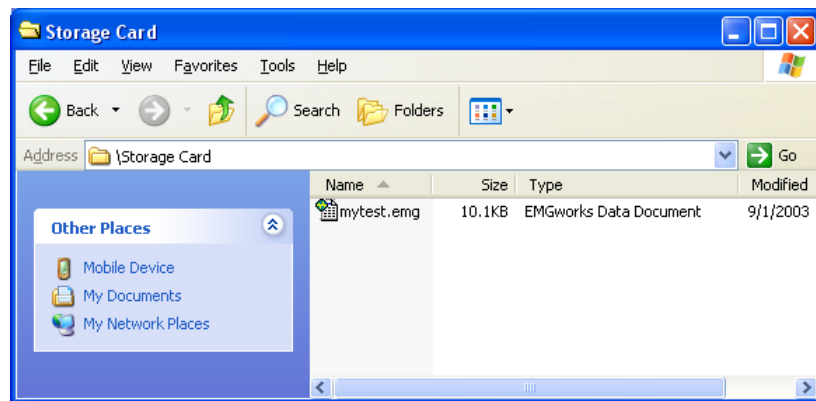 Storage Card
File Edit View Favorites Tools Help
Back Search Folders
Address \Storage Card Go
Name Size Type Modified
mytest.emg 10.1KB EMGworks Data Document 9/1/2003
Other Places
Mobile Device
My Documents
My Network Places